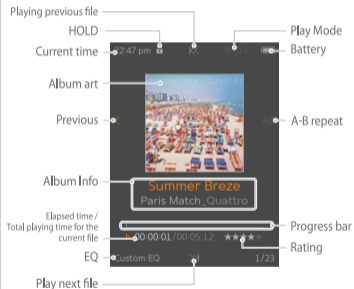 Playing previous file
HOLD
Current time
Play Mode
Battery
2:47 pm
Album art
Previous
A-B repeat
Album Info
Summer Breze
Paris Match_Quattro
Elapsed time /
Total playing time for the
current file
Progress bar
00:00:01/00:05:12
Rating
EQ
Custom EQ
1/23
Play next file